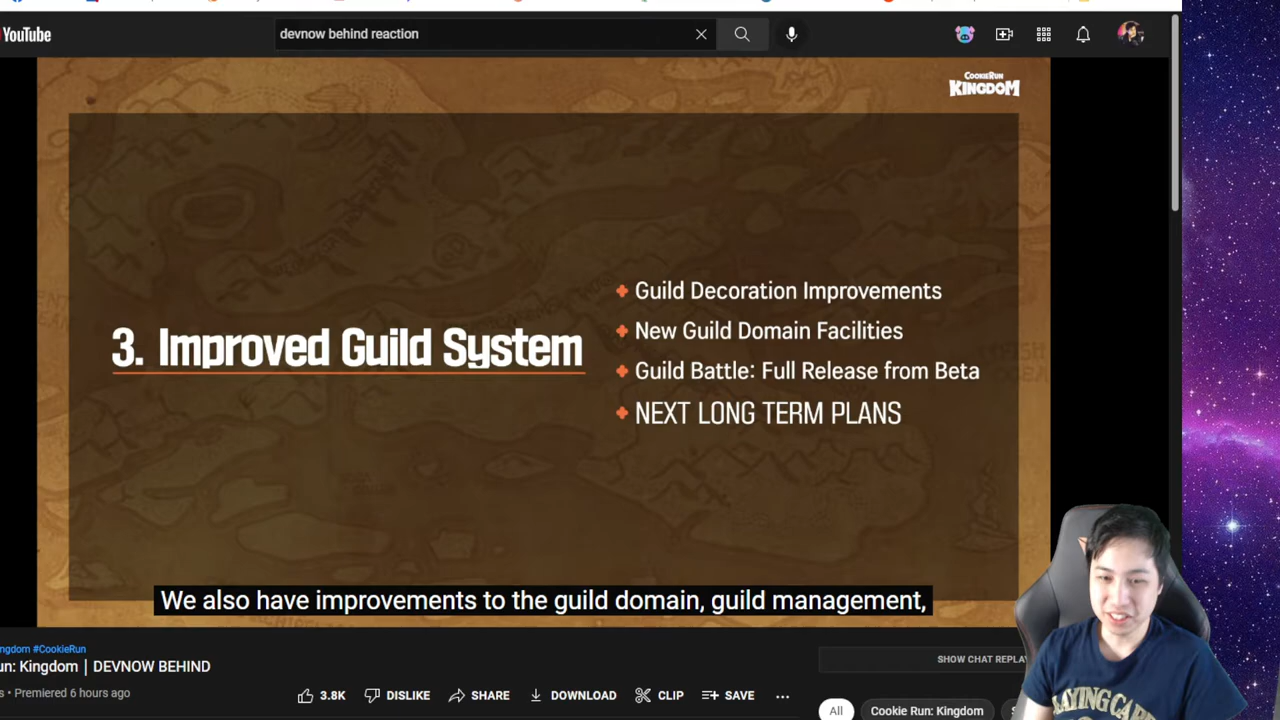 YouTube
devnow behind reaction
COOKIERUN
KINGDOM
3. Improved Guild System
Guild Decoration Improvements
New Guild Domain Facilities
Guild Battle: Full Release from Beta
NEXT LONG TERM PLANS
We also have improvements to the guild domain, guild management,
ngdom #CookieRun
un: Kingdom | DEVNOW BEHIND
s • Premiered 6 hours ago
3.8K
DISLIKE
SHARE
DOWNLOAD
CLIP
SAVE
SHOW CHAT REPLA
All
Cookie Run: Kingdom